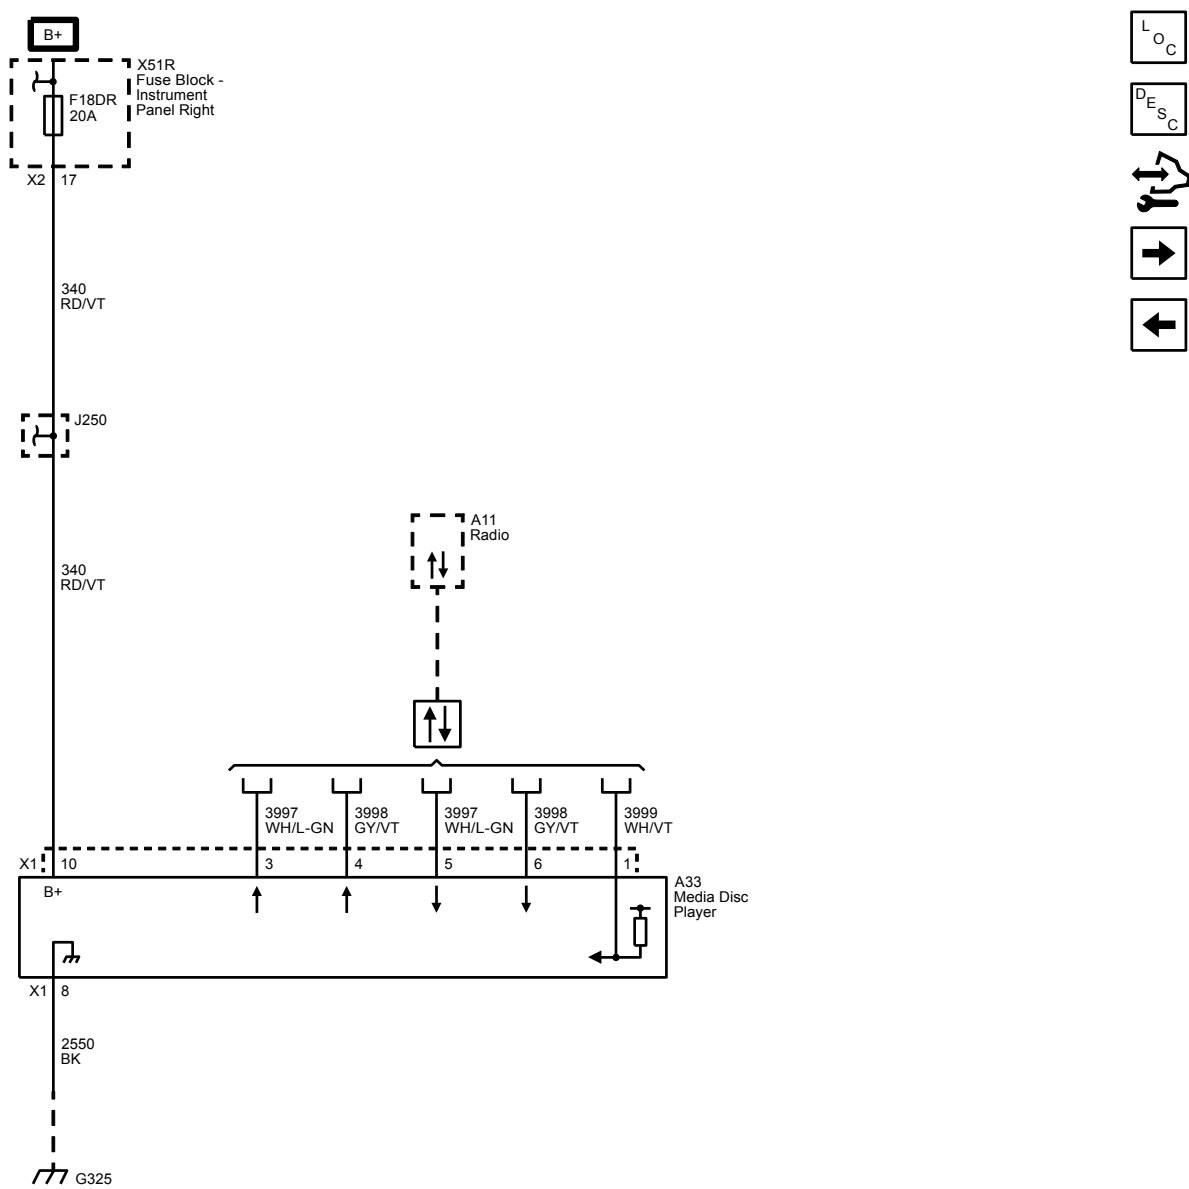 B+
LOC
X51R
Fuse Block -
Instrument
Panel Right
F18DR
20A
DESC
X2 17
340
RD/VT
J250
A11
Radio
340
RD/VT
3997
WH/L-GN
3998
GY/VT
3997
WH/L-GN
3998
GY/VT
3999
WH/VT
X1 10 3 4 5 6 1
B+
A33
Media Disc
Player
X1 8
2550
BK
G325